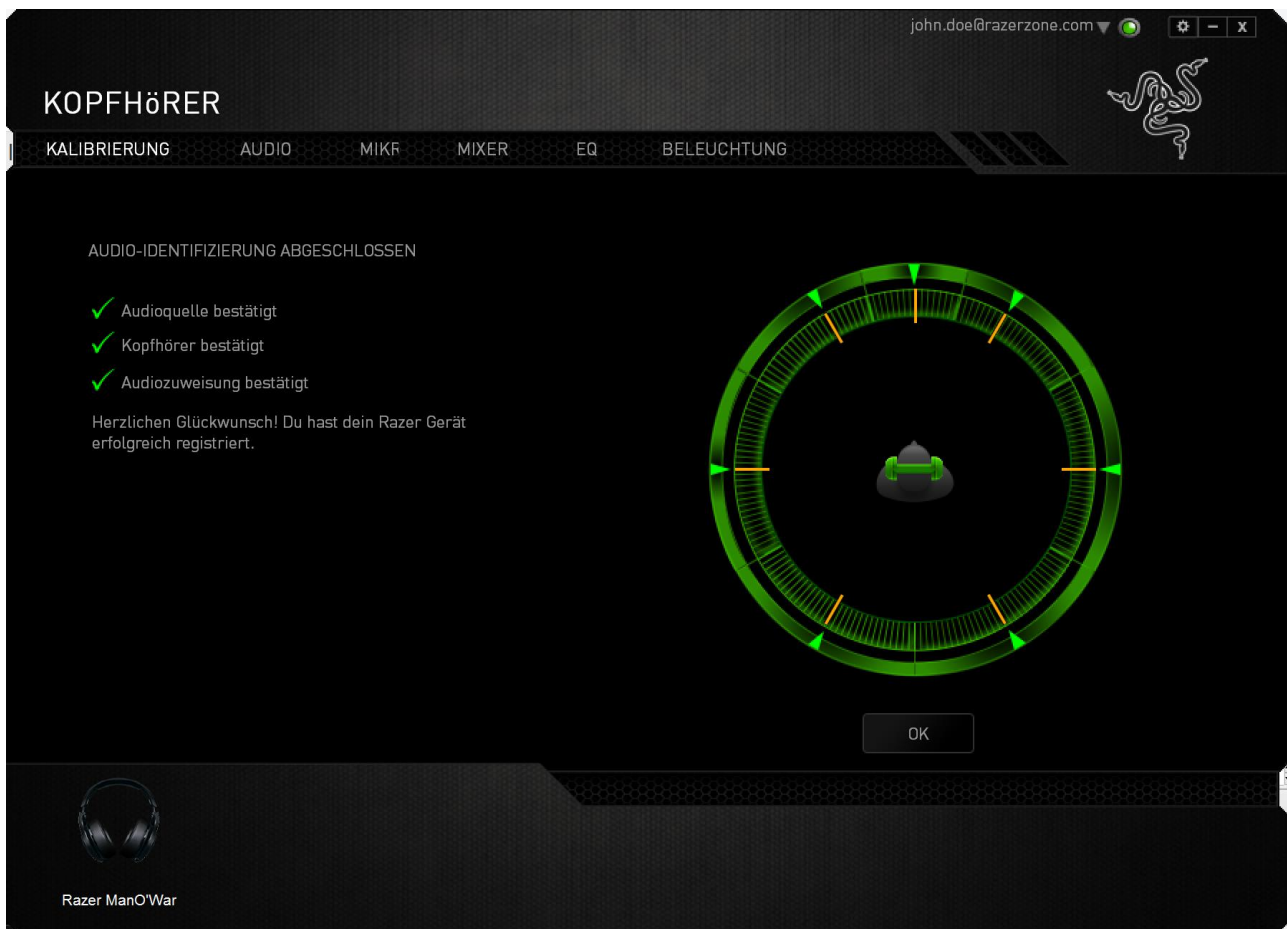 john.doe@razerzone.com
X
KOPFHöRER
KALIBRIERUNG AUDIO MIKR MIXER EQ BELEUCHTUNG
AUDIO-IDENTIFIZIERUNG ABGESCHLOSSEN
Audioquelle bestätigt
Kopfhörer bestätigt
Audiozuweisung bestätigt
Herzlichen Glückwunsch! Du hast dein Razer Gerät
erfolgreich registriert.
OK
Razer ManO'War